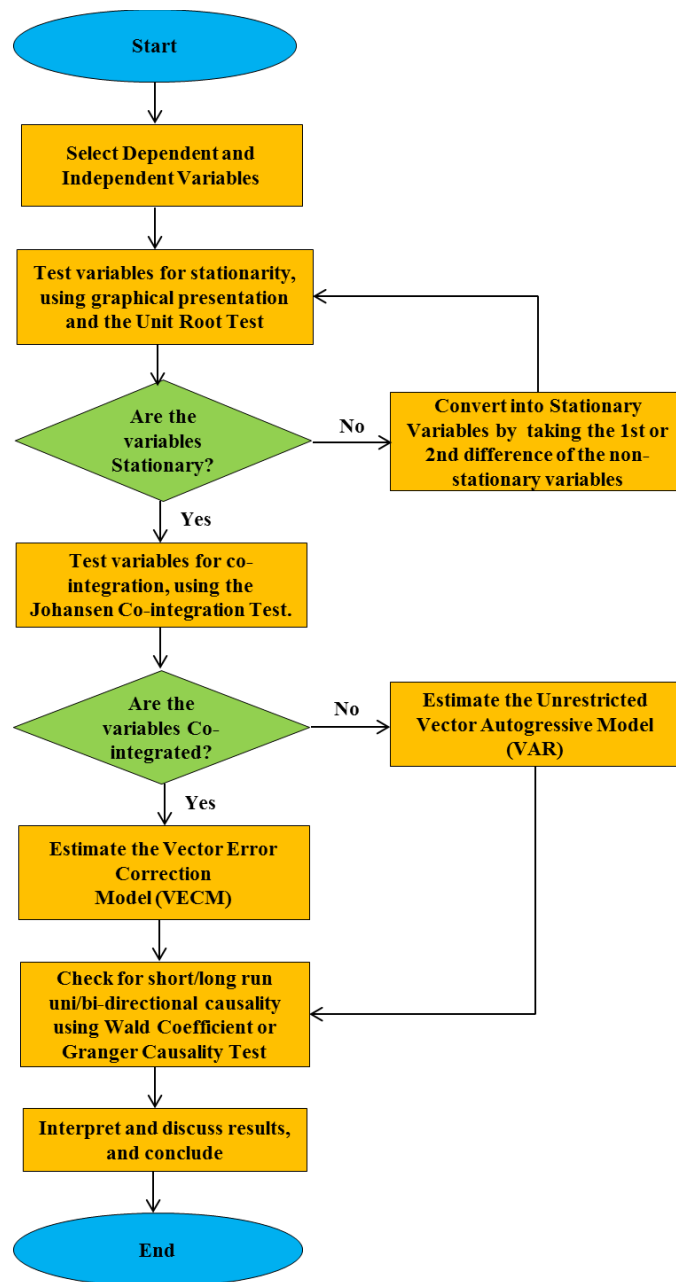 Start
Select Dependent and
Independent Variables
Test variables for stationarity,
using graphical presentation
and the Unit Root Test
Are the
variables
Stationary?
No
Convert into Stationary
Variables by taking the 1st or
2nd difference of the non-
stationary variables
Yes
Test variables for co-
integration, using the
Johansen Co-integration Test.
Are the
variables Co-
integrated?
No
Estimate the Unrestricted
Vector Autogressive Model
(VAR)
Yes
Estimate the Vector Error
Correction
Model (VECM)
Check for short/long run
uni/bi-directional causality
using Wald Coefficient or
Granger Causality Test
Interpret and discuss results,
and conclude
End